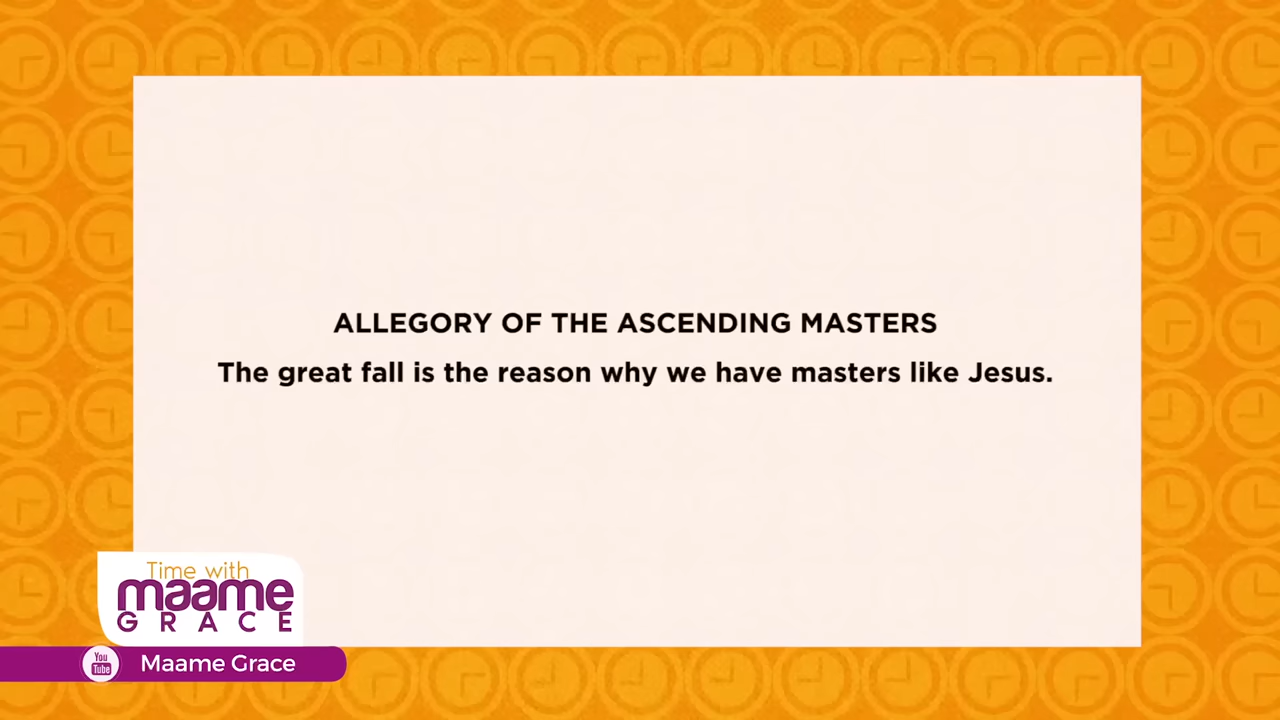 ALLEGORY OF THE ASCENDING MASTERS
The great fall is the reason why we have masters like Jesus.
Time with
maame
GRACE
You
Tube
Maame Grace